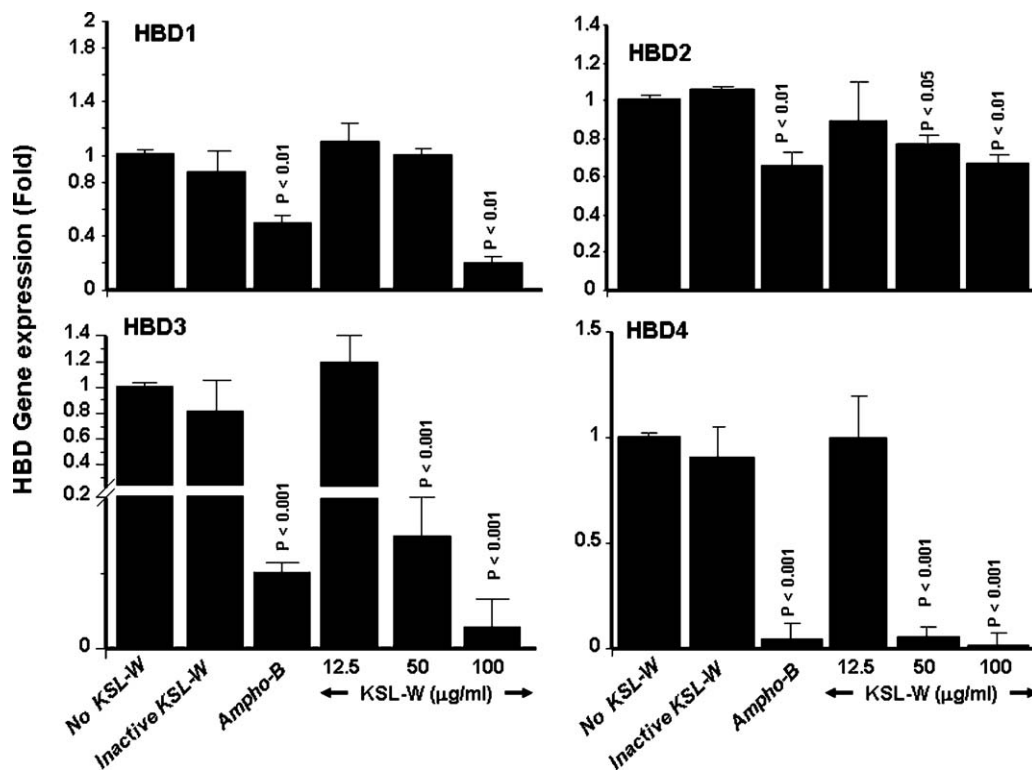 HBD Gene expression (Fold)
HBD1
2
1.8
1.4
1
0.8
0.4
0
P < 0.01
P < 0.01
HBD2
1.4
1.2
1
0.8
0.6
0.4
0.2
0
P < 0.01
P < 0.05
P < 0.01
HBD3
1.4
1.2
1
0.8
0.6
0.4
0.2
0
P < 0.001
P < 0.001
P < 0.001
No KSL-W
Inactive KSL-W
Ampho-B
12.5 50 100
KSL-W (µg/ml)
HBD4
1.5
1
0.5
0
P < 0.001
P < 0.001
P < 0.001
No KSL-W
Inactive KSL-W
Ampho-B
12.5 50 100
KSL-W (µg/ml)